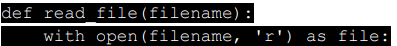 def read_file(filename):
    with open(filename, 'r') as file: